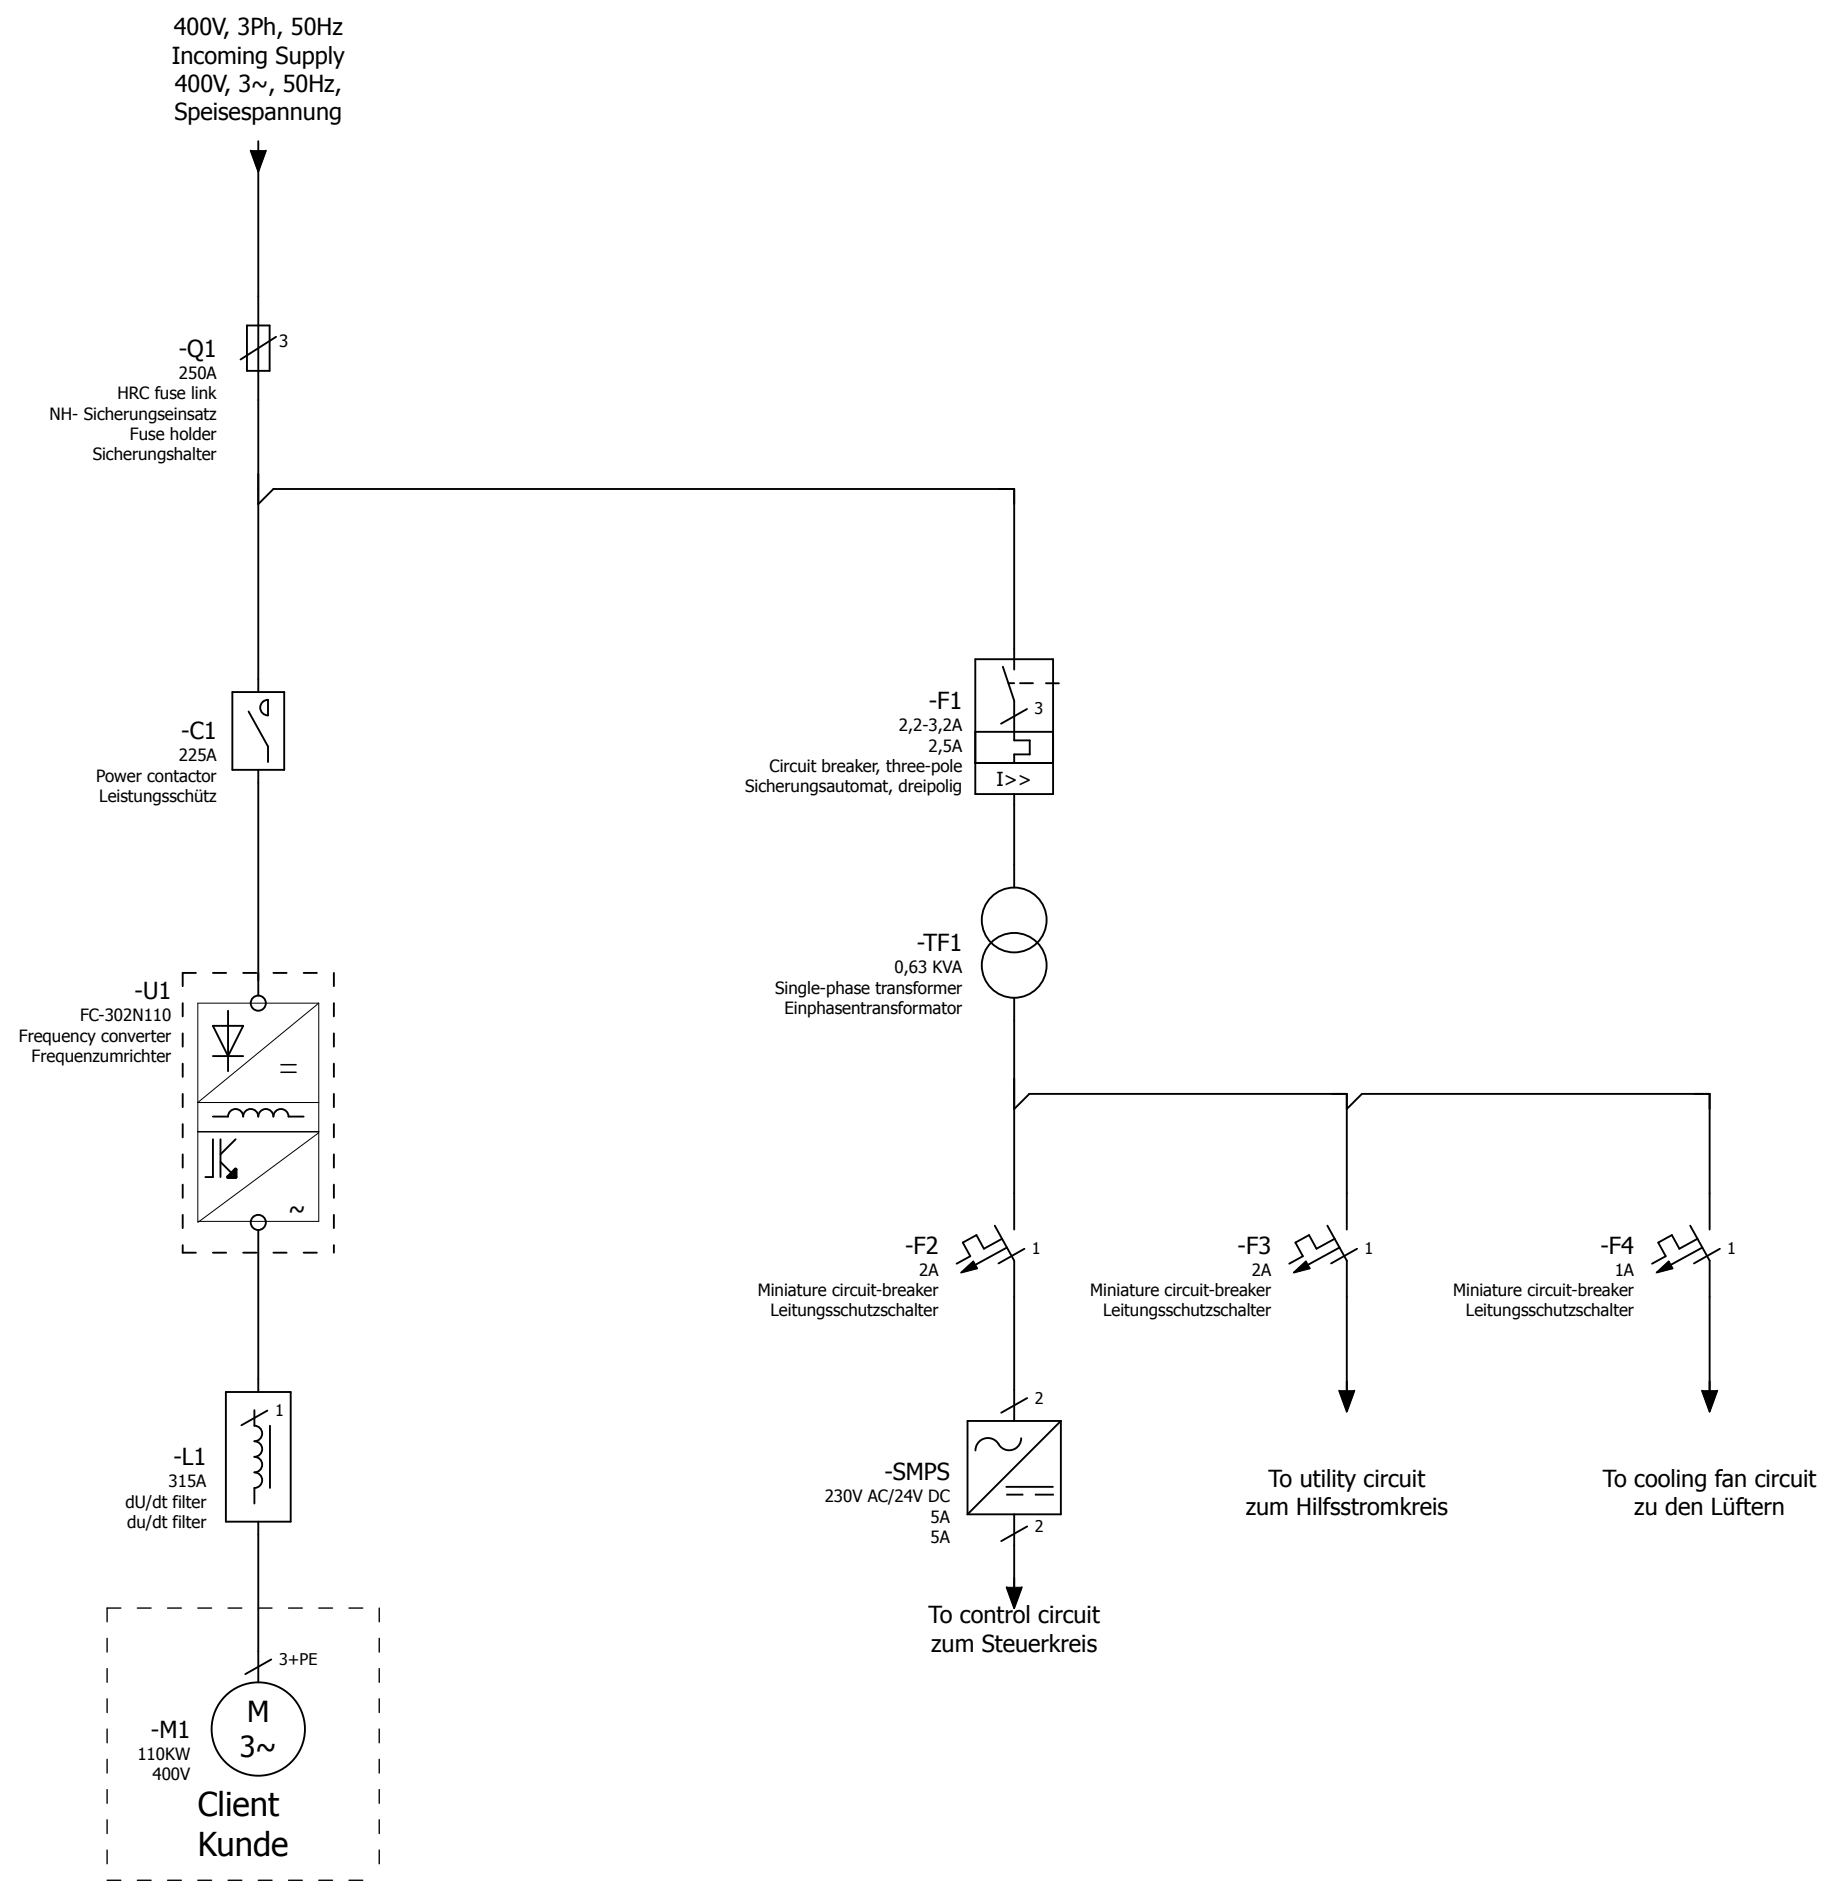 400V, 3Ph, 50Hz
Incoming Supply
400V, 3~, 50Hz,
Speisespannung
-Q1
250A
HRC fuse link
NH- Sicherungseinsatz
Fuse holder
Sicherungshalter
3
-C1
225A
Power contactor
Leistungsschütz
-F1
2,2-3,2A
2,5A
Circuit breaker, three-pole
Sicherungsautomat, dreipolig
3
I>>
-TF1
0,63 KVA
Single-phase transformer
Einphasentransformator
-U1
FC-302N110
Frequency converter
Frequenzumrichter
=
~
-F2
2A
Miniature circuit-breaker
Leitungsschutzschalter
1
-F3
2A
Miniature circuit-breaker
Leitungsschutzschalter
1
-F4
1A
Miniature circuit-breaker
Leitungsschutzschalter
1
-L1
315A
dU/dt filter
du/dt filter
1
2
-SMPS
230V AC/24V DC
5A
5A
2
To control circuit
zum Steuerkreis
To utility circuit
zum Hilfsstromkreis
To cooling fan circuit
zu den Lüftern
3+PE
-M1
110KW
400V
M
3~
Client
Kunde